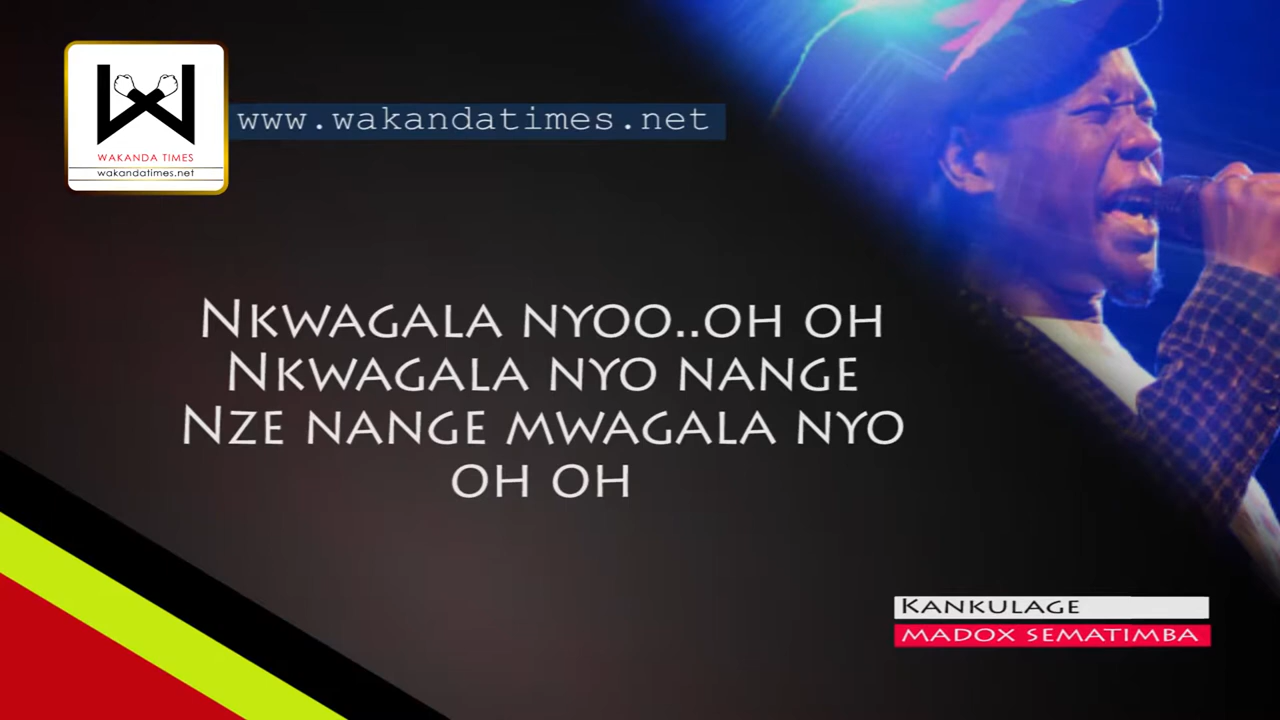 WAKANDA TIMES
wakandatimes.net
www.wakandatimes.net
NKWAGALA NYOO..OH OH
NKWAGALA NYO NANGE
NZE NANGE MWAGALA NYO
OH OH
KANKULAGE
MADOX SEMATIMBA